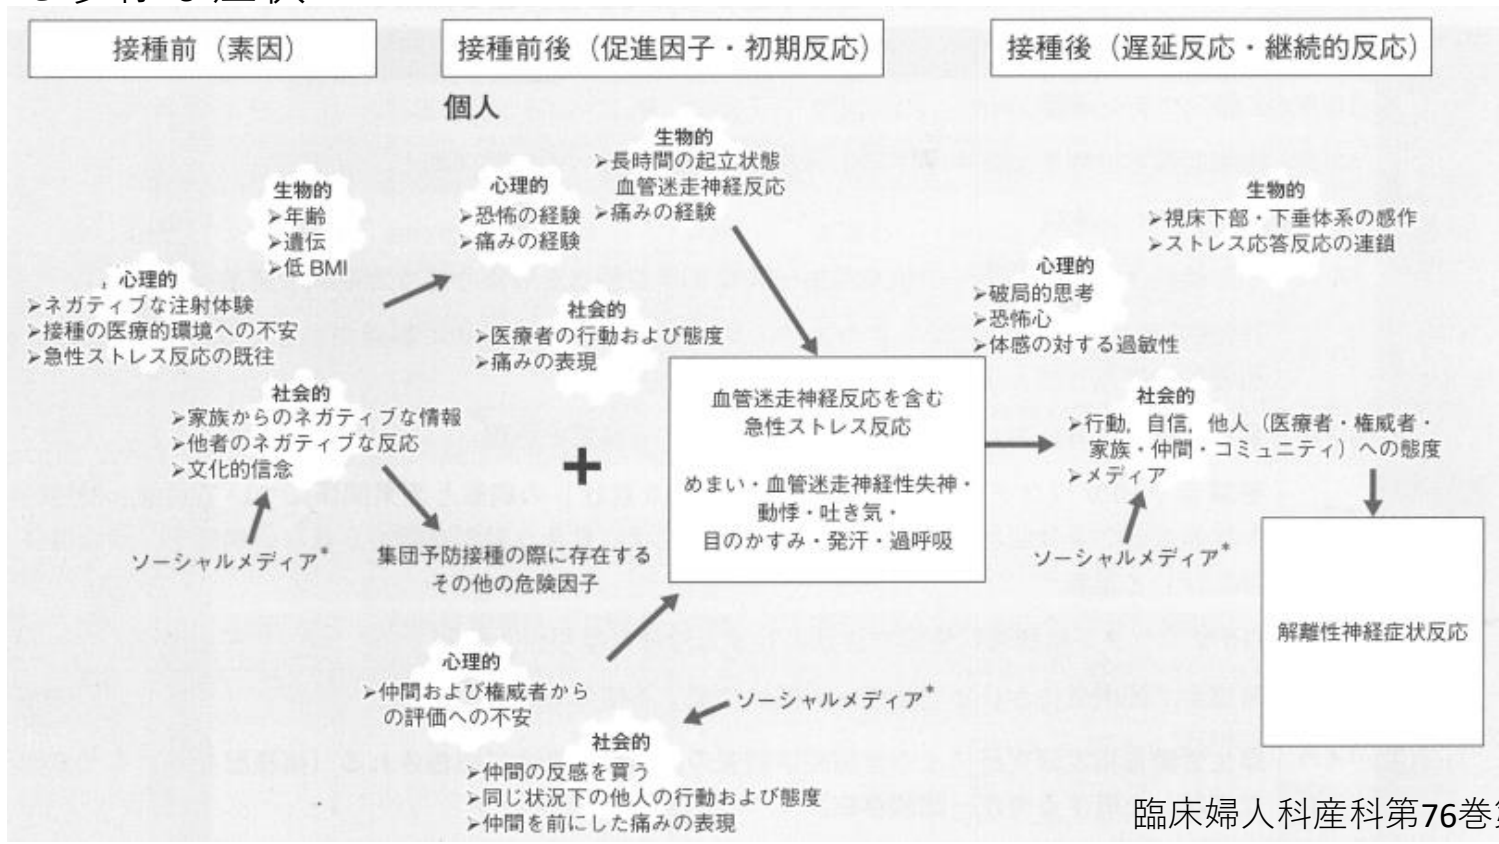 接種前（素因）
接種前後（促進因子・初期反応）
接種後（遅延反応・継続的反応）
個人
生物的
➢年齢
➢遺伝
➢低 BMI
心理的
➢ネガティブな注射体験
➢接種の医療的環境への不安
➢急性ストレス反応の既往
社会的
➢家族からのネガティブな情報
➢他者のネガティブな反応
➢文化的信念
ソーシャルメディア*
心理的
➢恐怖の経験
➢痛みの経験
生物的
➢長時間の起立状態
血管迷走神経反応
➢痛みの経験
社会的
➢医療者の行動および態度
➢痛みの表現
+
集団予防接種の際に存在する
その他の危険因子
血管迷走神経反応を含む
急性ストレス反応
めまい・血管迷走神経性失神・
動悸・吐き気・
目のかすみ・発汗・過呼吸
心理的
➢仲間および権威者から
の評価への不安
ソーシャルメディア*
社会的
➢仲間の反感を買う
➢同じ状況下の他人の行動および態度
➢仲間を前にした痛みの表現
生物的
➢視床下部・下垂体系の感作
➢ストレス応答反応の連鎖
心理的
➢破局的思考
➢恐怖心
➢体感の対する過敏性
社会的
➢行動，自信，他人（医療者・権威者・
家族・仲間・コミュニティ）への態度
➢メディア
ソーシャルメディア*
解離性神経症状反応
臨床婦人科産科第76巻